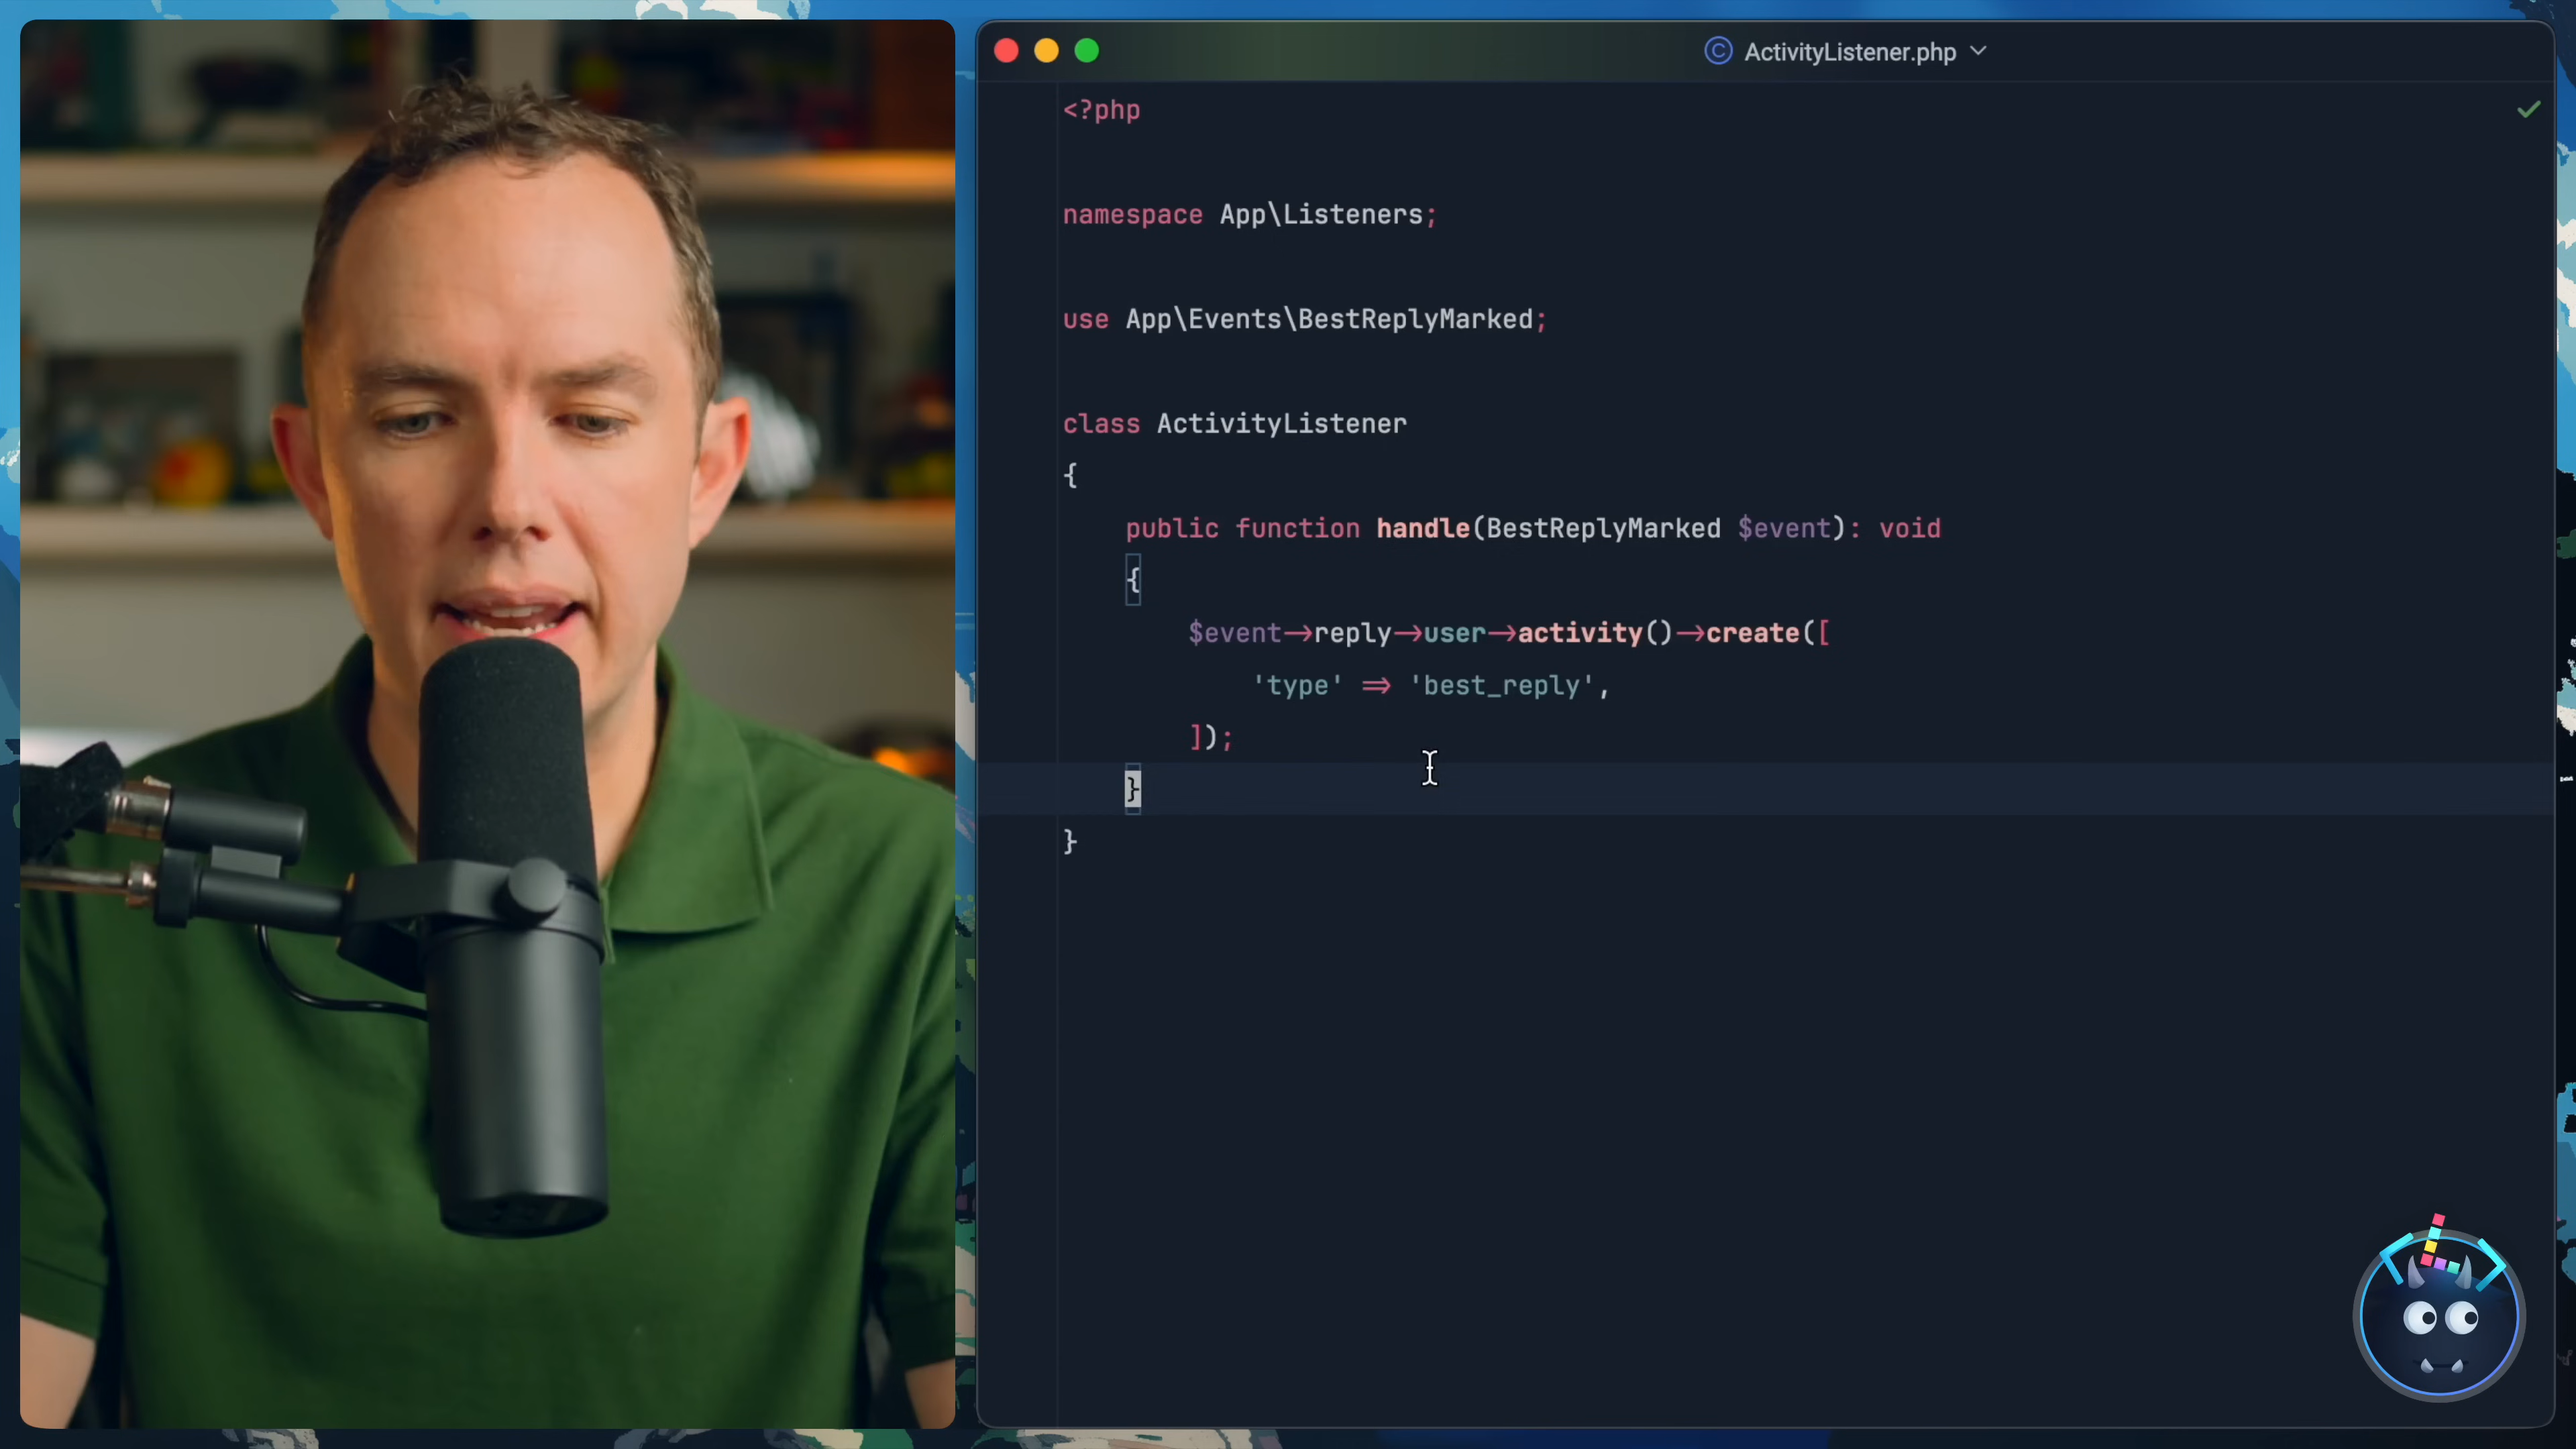 ActivityListener.php
<?php
namespace App\Listeners;
use App\Events\BestReplyMarked;
class ActivityListener
{
public function handle(BestReplyMarked $event): void
{
$event->reply->user->activity()->create([
'type' => 'best_reply',
]);
}
}